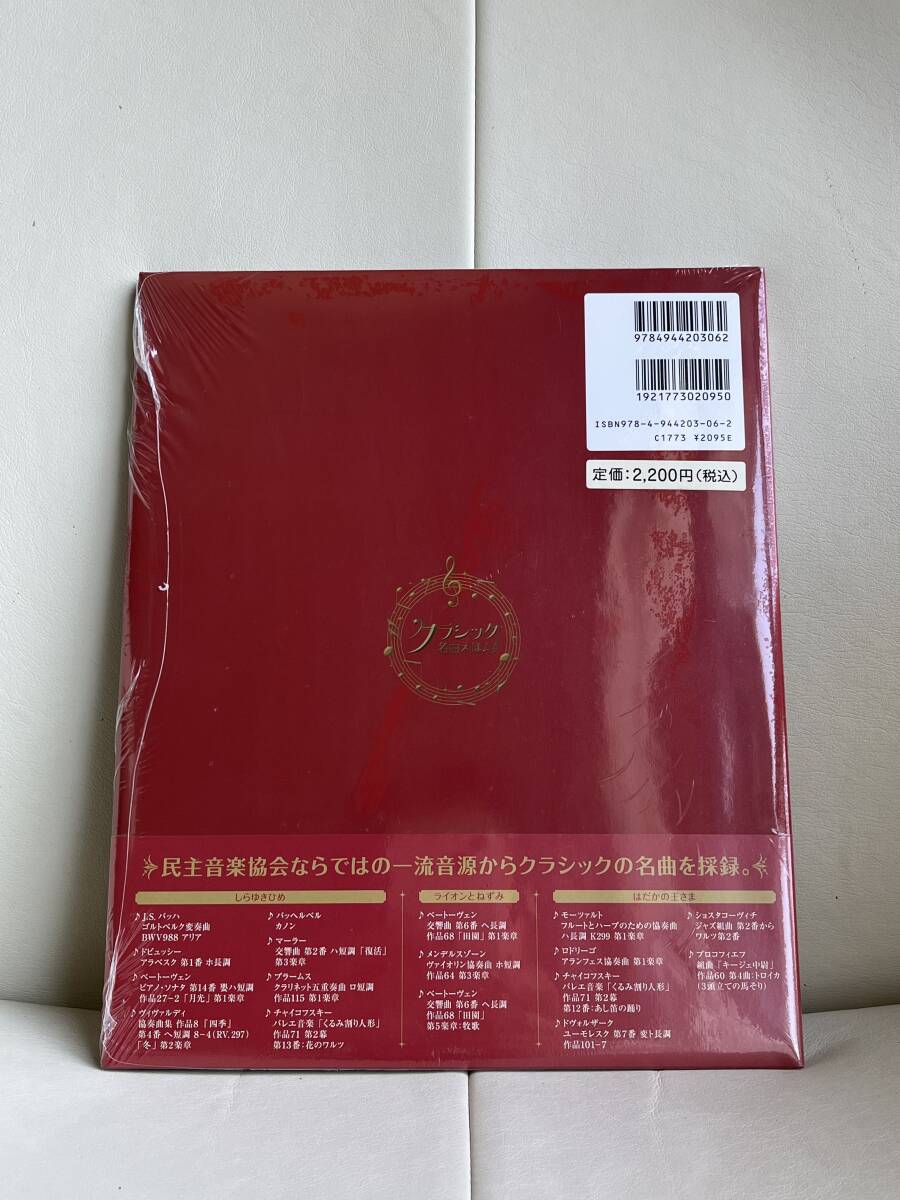 9784944203062
1921773020950
ISBN978-4-944203-06-2
C1773 ¥2095E
定価:2,200円(税込)
クラシック
名曲えほん
民主音楽協会ならではの一流音源からクラシックの名曲を採録。
しらゆきひめ
♪J.S. バッハ
ゴルトベルク変奏曲
BWV988 アリア
♪ドビュッシー
アラベスク 第1番 ホ長調
♪ベートーヴェン
ピアノ・ソナタ 第14番 嬰ハ短調
作品27-2「月光」第1楽章
♪ヴィヴァルディ
協奏曲集 作品8「四季」
第4番 ヘ短調 8-4(RV.297)
「冬」第2楽章
♪パッヘルベル
カノン
♪マーラー
交響曲 第2番 ハ短調「復活」
第3楽章
♪ブラームス
クラリネット五重奏曲 ロ短調
作品115 第1楽章
♪チャイコフスキー
バレエ音楽「くるみ割り人形」
作品71 第2幕
第13番:花のワルツ
ライオンとねずみ
♪ベートーヴェン
交響曲 第6番 ヘ長調
作品68「田園」第1楽章
♪メンデルスゾーン
ヴァイオリン協奏曲 ホ短調
作品64 第3楽章
♪ベートーヴェン
交響曲 第6番 ヘ長調
作品68「田園」
第5楽章:牧歌
はだかの王さま
♪モーツァルト
フルートとハープのための協奏曲
ハ長調 K299 第1楽章
♪ロドリーゴ
アランフェス協奏曲 第1楽章
♪チャイコフスキー
バレエ音楽「くるみ割り人形」
作品71 第2幕
第12番:あし笛の踊り
♪ドヴォルザーク
ユーモレスク 第7番 変ト長調
作品101-7
♪ショスタコーヴィチ
ジャズ組曲 第2番から
ワルツ第2番
♪プロコフィエフ
組曲「キージェ中尉」
作品60 第4曲:トロイカ
(3頭立ての馬そり)